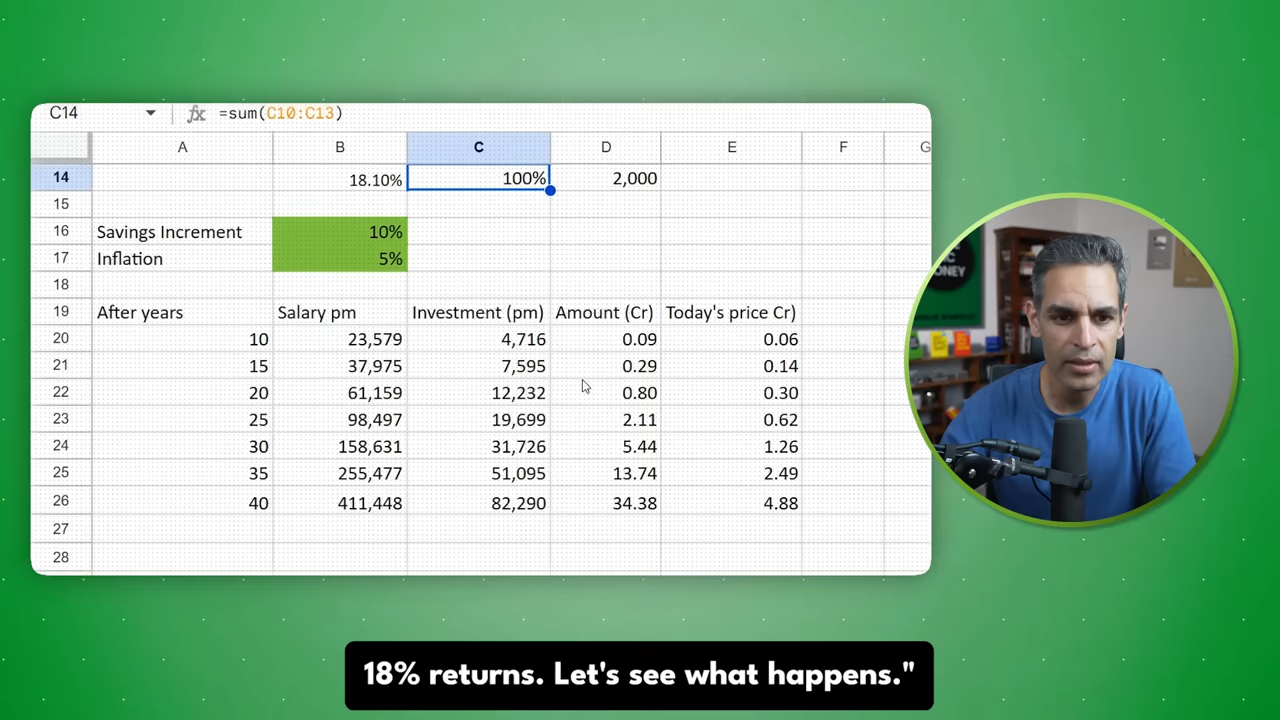 C14 fx =sum(C10:C13)
A B C D E F G
14 18.10% 100% 2,000
15
16 Savings Increment 10%
17 Inflation 5%
18
19 After years Salary pm Investment (pm) Amount (Cr) Today's price Cr)
20 10 23,579 4,716 0.09 0.06
21 15 37,975 7,595 0.29 0.14
22 20 61,159 12,232 0.80 0.30
23 25 98,497 19,699 2.11 0.62
24 30 158,631 31,726 5.44 1.26
25 35 255,477 51,095 13.74 2.49
26 40 411,448 82,290 34.38 4.88
27
28
ONEY
18% returns. Let's see what happens."